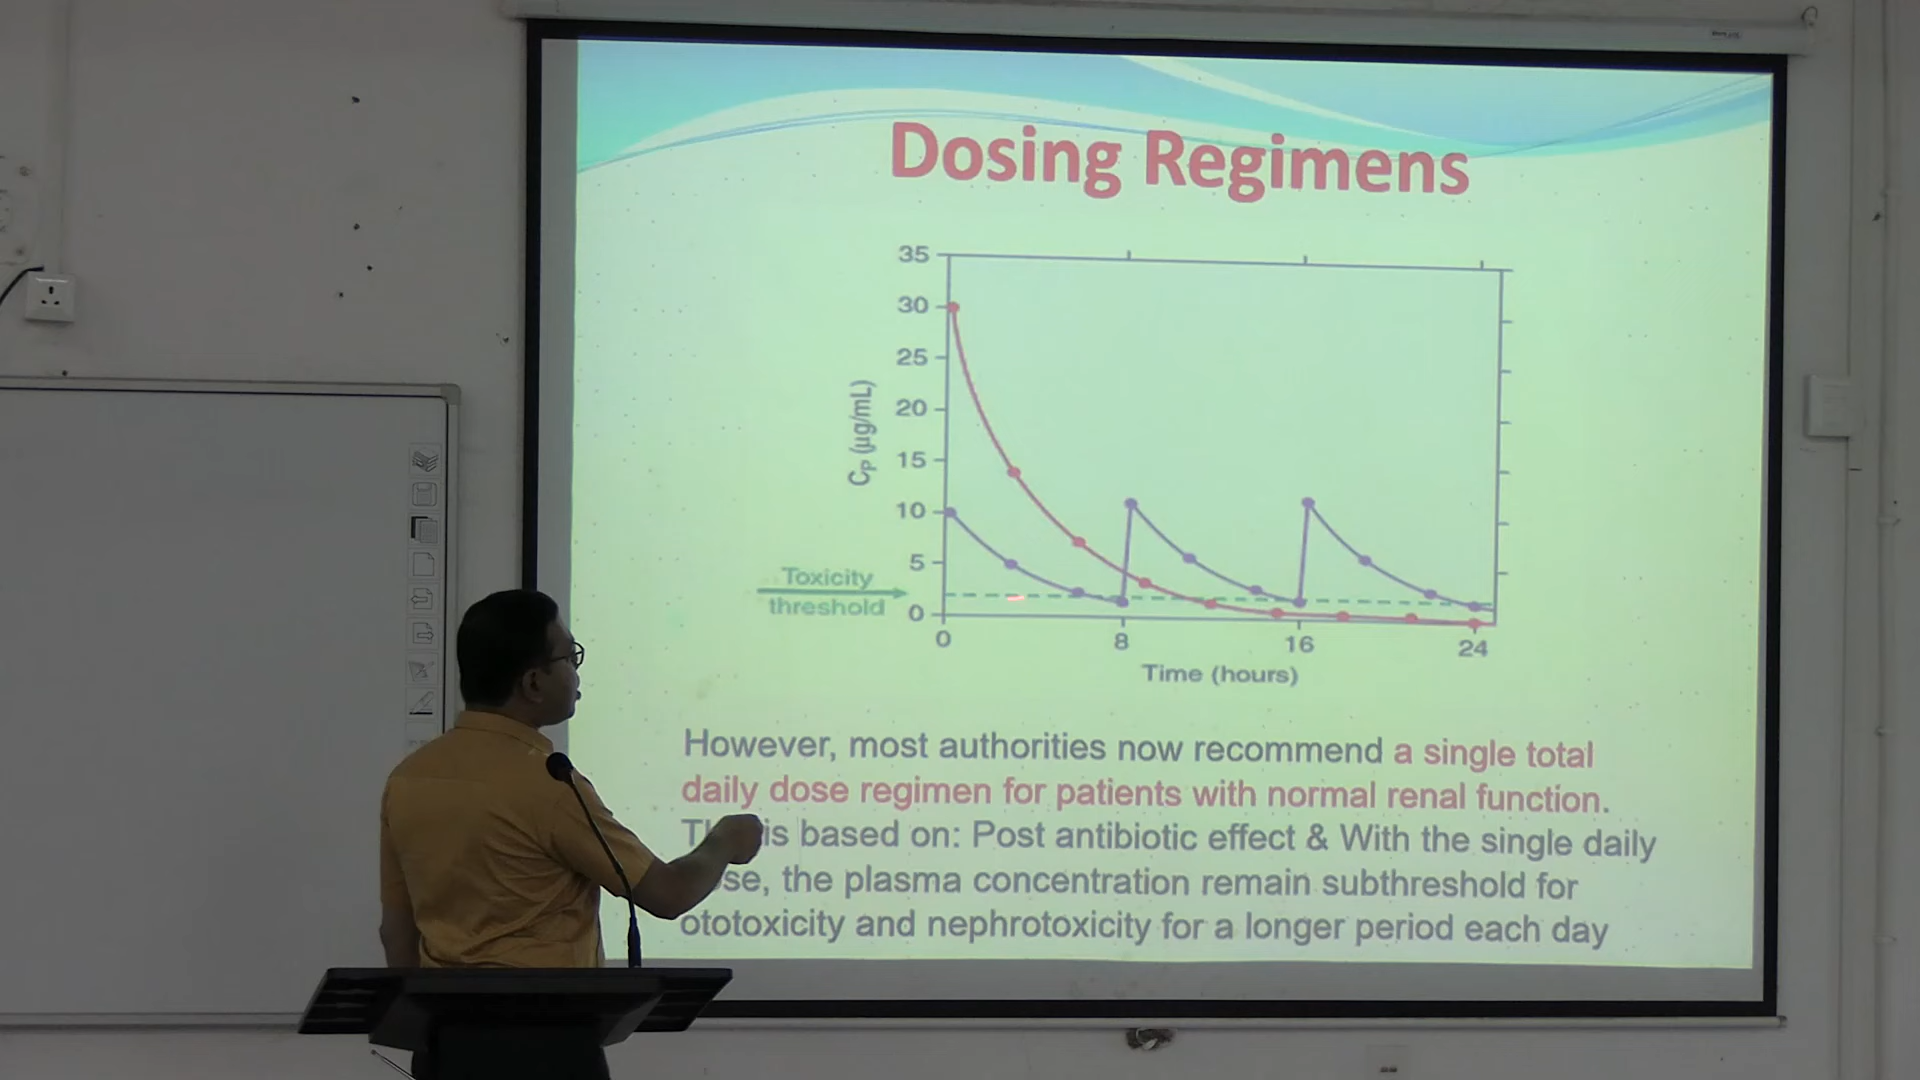 Dosing Regimens
35
30
25
20
15
10
5
0
Cp (µg/mL)
Toxicity
threshold
0 8 16 24
Time (hours)
However, most authorities now recommend a single total
daily dose regimen for patients with normal renal function.
is based on: Post antibiotic effect & With the single daily
the plasma concentration remain subthreshold for
ototoxicity and nephrotoxicity for a longer period each day